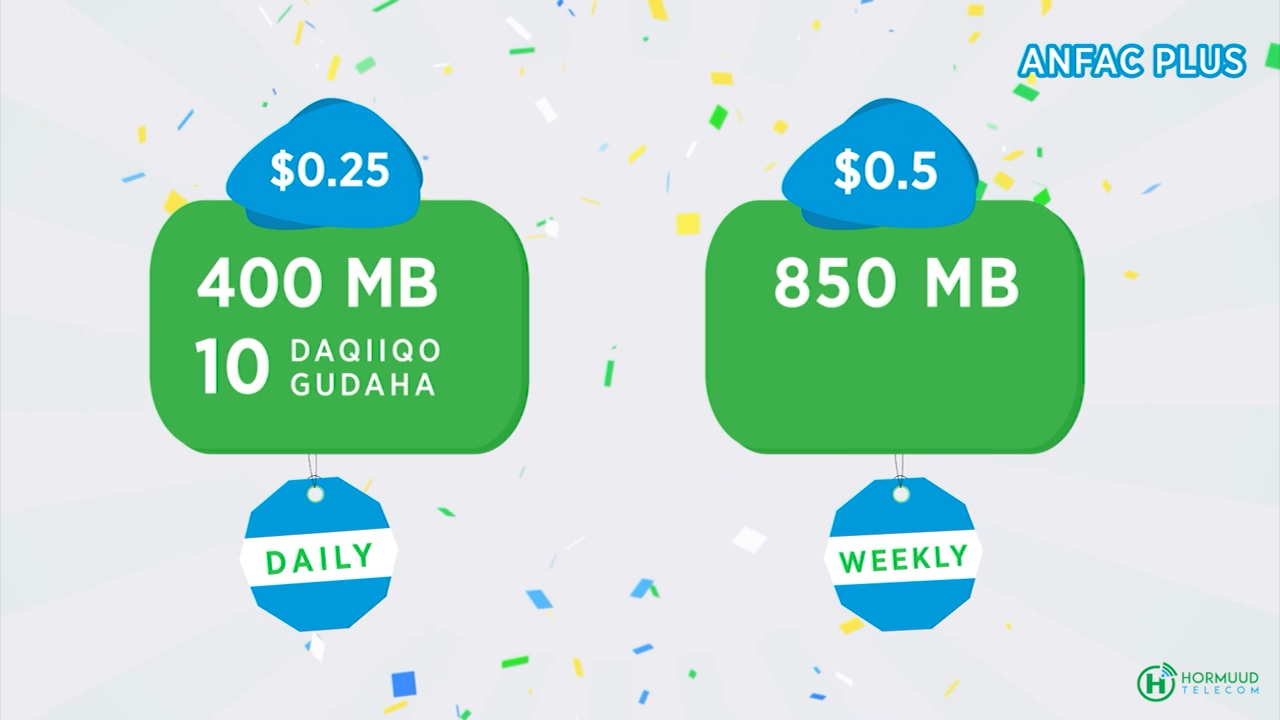 ANFAC PLUS
$0.25
400 MB
10 DAQIIQO
GUDAHA
DAILY
$0.5
850 MB
WEEKLY
HORMUUD
TELECOM